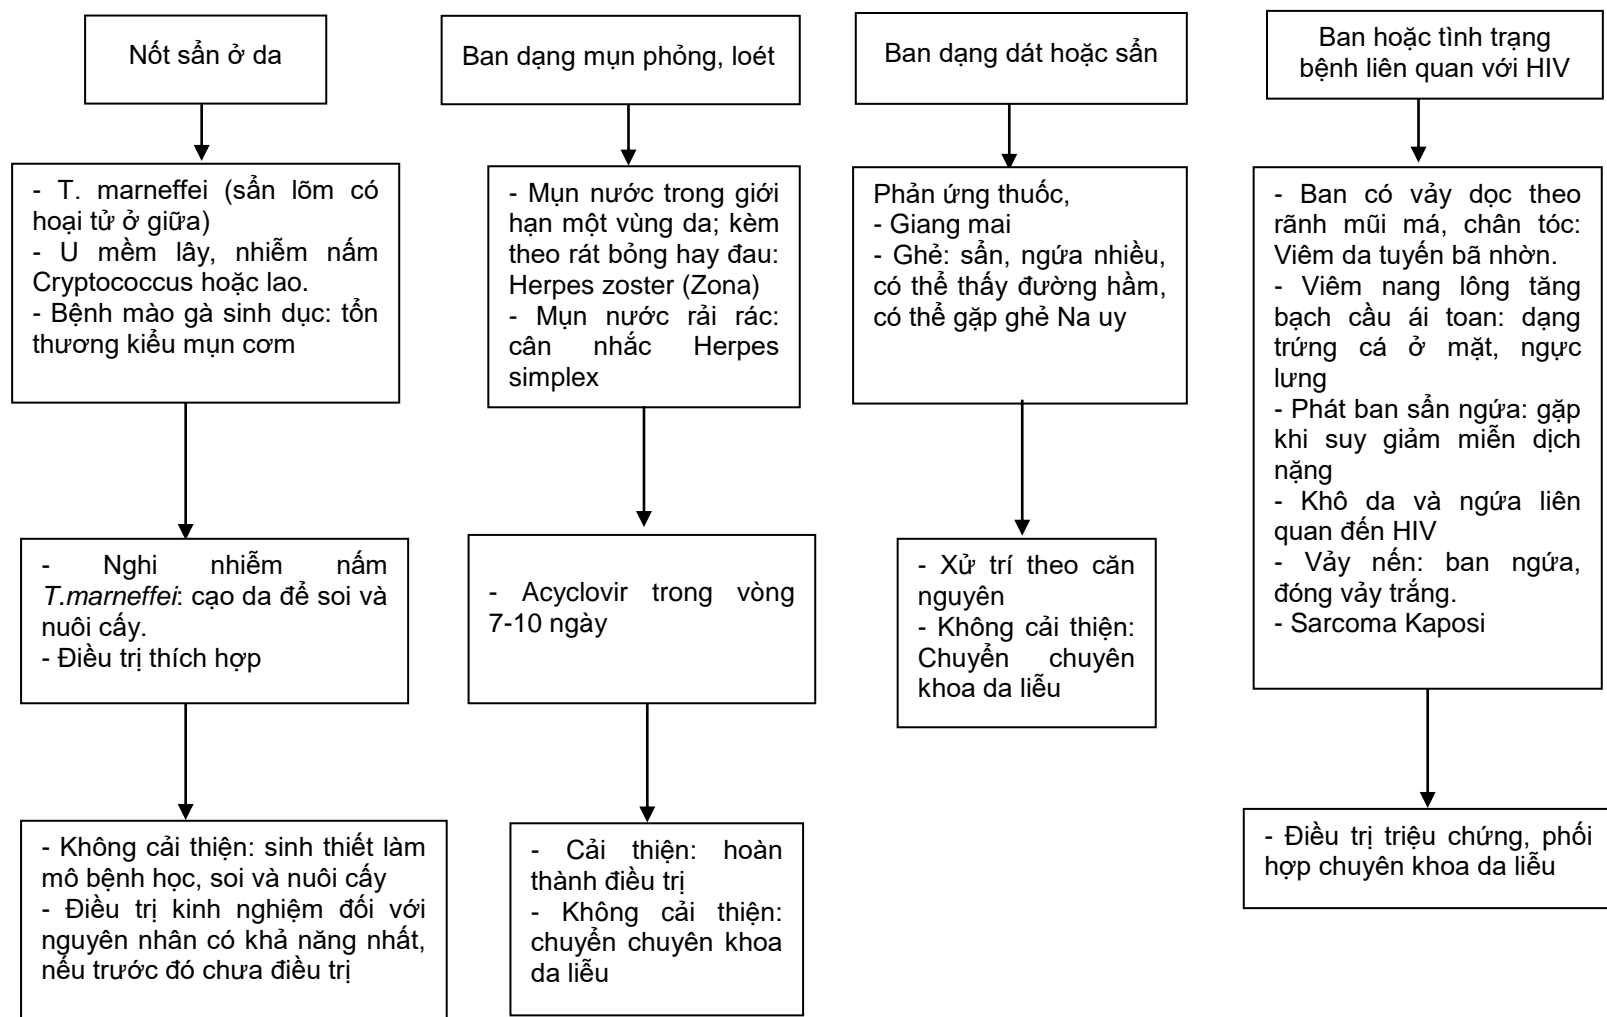 Nốt sẩn ở da
- T. marneffei (sẩn lõm có
hoại tử ở giữa)
- U mềm lây, nhiễm nấm
Cryptococcus hoặc lao.
- Bệnh mào gà sinh dục: tổn
thương kiểu mụn cơm
- Nghi nhiễm nấm
T.marneffei: cạo da để soi và
nuôi cấy.
- Điều trị thích hợp
- Không cải thiện: sinh thiết làm
mô bệnh học, soi và nuôi cấy
- Điều trị kinh nghiệm đối với
nguyên nhân có khả năng nhất,
nếu trước đó chưa điều trị
Ban dạng mụn phỏng, loét
- Mụn nước trong giới
hạn một vùng da; kèm
theo rát bỏng hay đau:
Herpes zoster (Zona)
- Mụn nước rải rác:
cân nhắc Herpes
simplex
- Acyclovir trong vòng
7-10 ngày
- Cải thiện: hoàn
thành điều trị
- Không cải thiện:
chuyển chuyên khoa
da liễu
Ban dạng dát hoặc sẩn
Phản ứng thuốc,
- Giang mai
- Ghẻ: sẩn, ngứa nhiều,
có thể thấy đường hầm,
có thể gặp ghẻ Na uy
- Xử trí theo căn
nguyên
- Không cải thiện:
Chuyển chuyên
khoa da liễu
Ban hoặc tình trạng
bệnh liên quan với HIV
- Ban có vảy dọc theo
rãnh mũi má, chân tóc:
Viêm da tuyến bã nhờn.
- Viêm nang lông tăng
bạch cầu ái toan: dạng
trứng cá ở mặt, ngực
lưng
- Phát ban sẩn ngứa: gặp
khi suy giảm miễn dịch
nặng
- Khô da và ngứa liên
quan đến HIV
- Vảy nến: ban ngứa,
đóng vảy trắng.
- Sarcoma Kaposi
- Điều trị triệu chứng, phối
hợp chuyên khoa da liễu